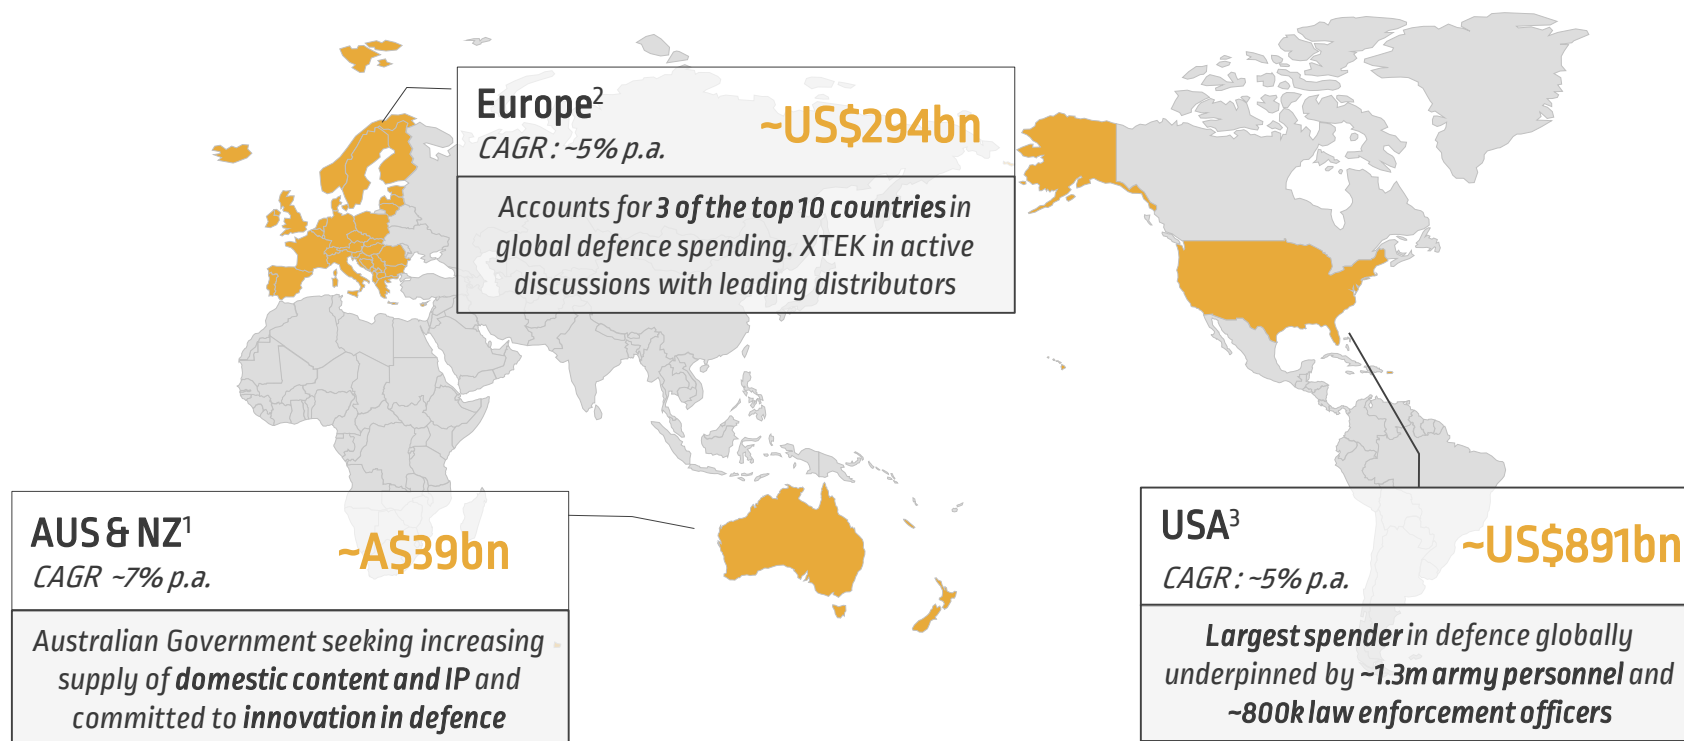 Europe2
CAGR: ~5% p.a.
~US$294bn
Accounts for 3 of the top 10 countries in
global defence spending. XTEK in active
discussions with leading distributors
AUS & NZ1
CAGR ~7% p.a.
~A$39bn
Australian Government seeking increasing
supply of domestic content and IP and
committed to innovation in defence
USA3
CAGR: ~5% p.a.
~US$891bn
Largest spender in defence globally
underpinned by ~1.3m army personnel and
~800k law enforcement officers